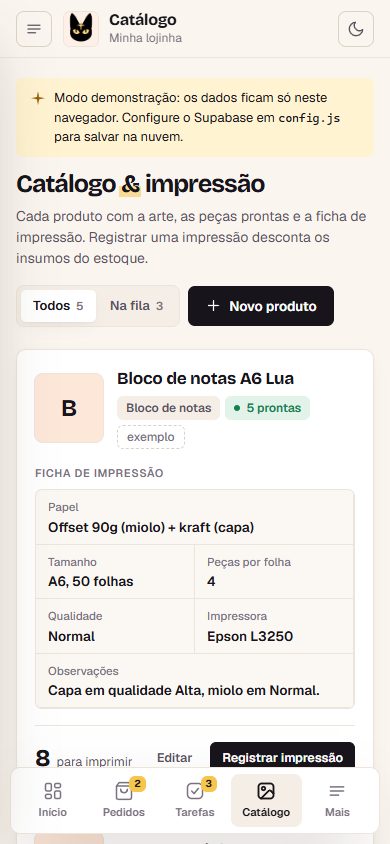 Catálogo
Minha lojinha
Modo demonstração: os dados ficam só neste
navegador. Configure o Supabase em config.js
para salvar na nuvem.
Catálogo & impressão
Cada produto com a arte, as peças prontas e a ficha de
impressão. Registrar uma impressão desconta os
insumos do estoque.
Todos 5
Na fila 3
+ Novo produto
B
Bloco de notas A6 Lua
Bloco de notas
5 prontas
exemplo
FICHA DE IMPRESSÃO
Papel
Offset 90g (miolo) + kraft (capa)
Tamanho
A6, 50 folhas
Peças por folha
4
Qualidade
Normal
Impressora
Epson L3250
Observações
Capa em qualidade Alta, miolo em Normal.
8 para imprimir
Editar
Registrar impressão
Início
2
Pedidos
3
Tarefas
Catálogo
Mais